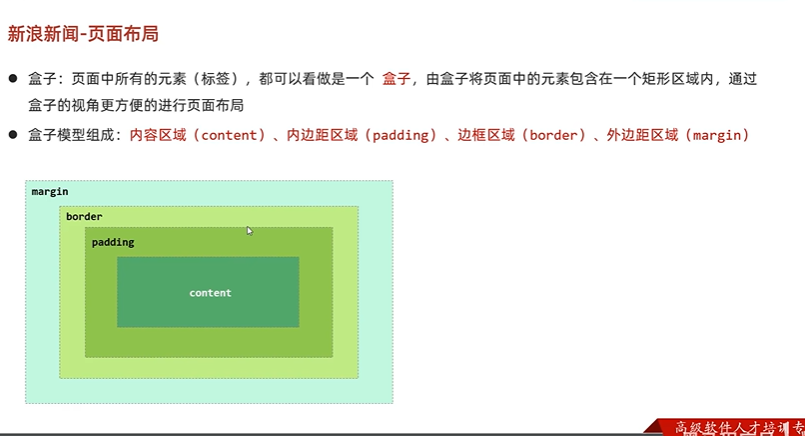 新浪新闻-页面布局
● 盒子：页面中所有的元素（标签），都可以看做是一个 盒子，由盒子将页面中的元素包含在一个矩形区域内，通过
盒子的视角更方便的进行页面布局
● 盒子模型组成：内容区域（content）、内边距区域（padding）、边框区域（border）、外边距区域（margin）
margin
border
padding
content
高级软件人才培训专